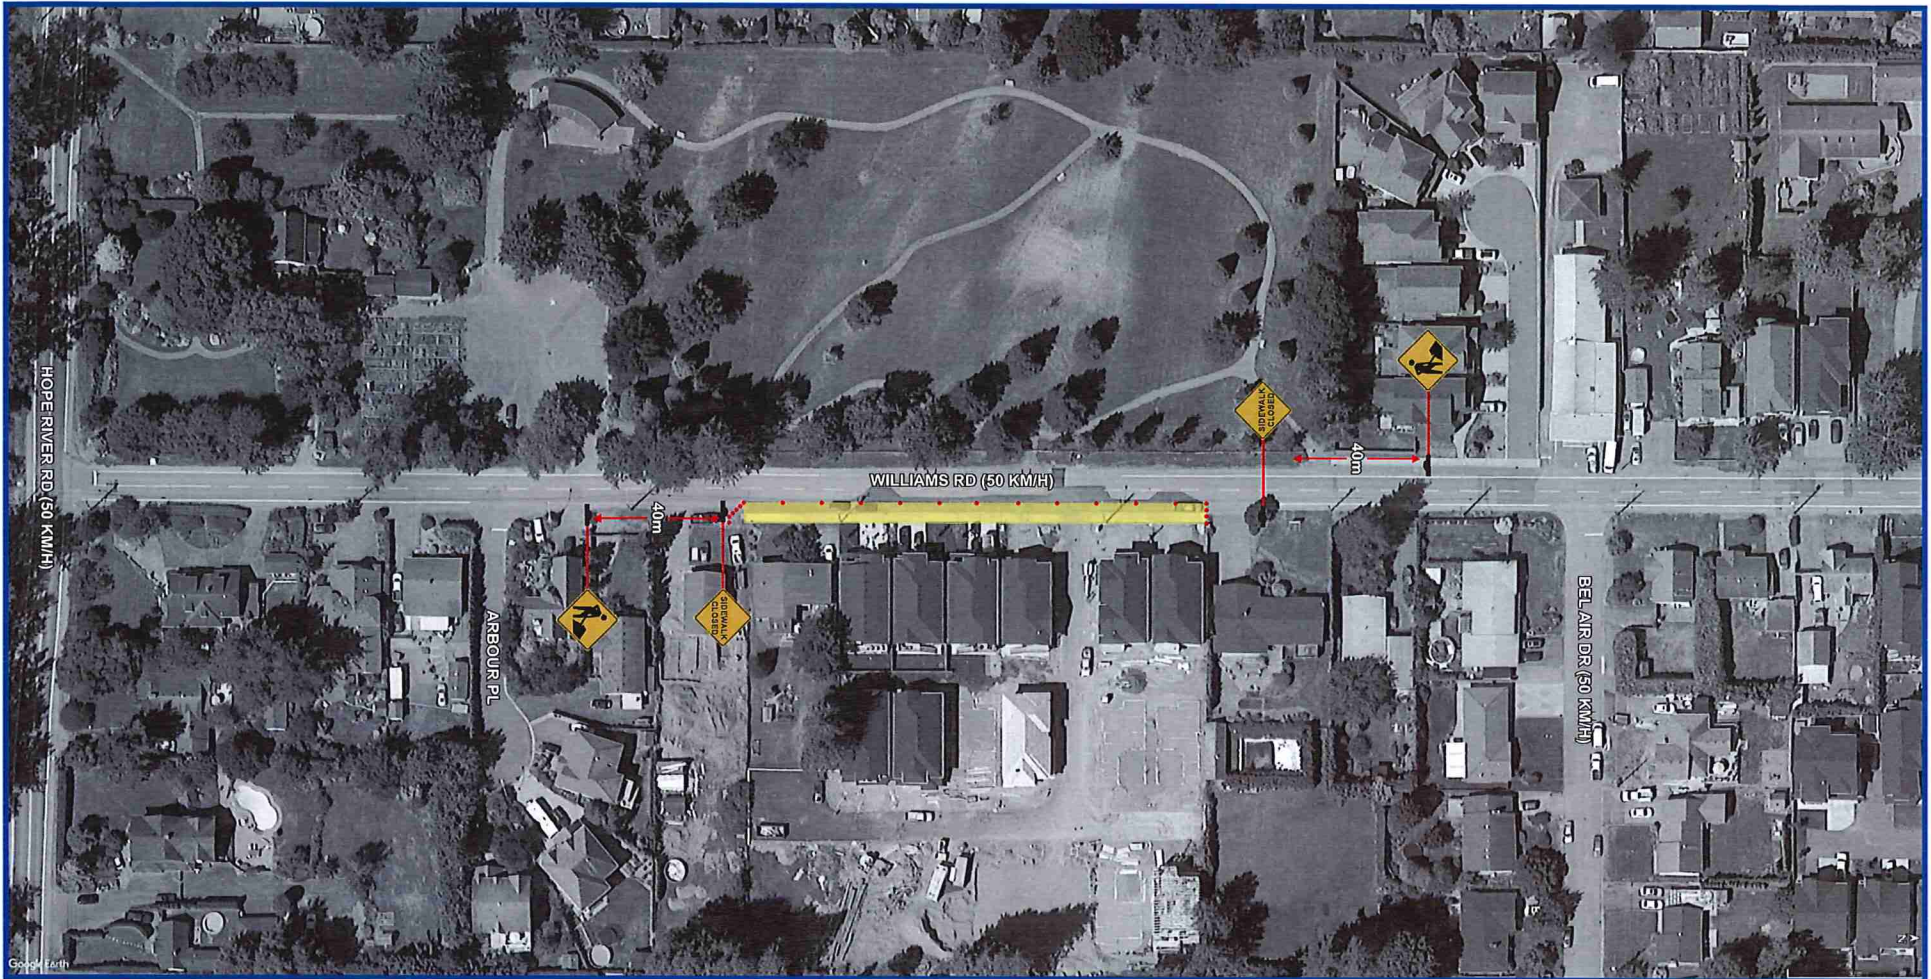 WILLIAMS RD (50 KM/H)
HOPE RIVER RD (50 KM/H)
SIDEWALK
CLOSED
40m
40m
SIDEWALK
CLOSED
ARBOUR PL
BEL AIR DR (50 KM/H)
Google Earth
N